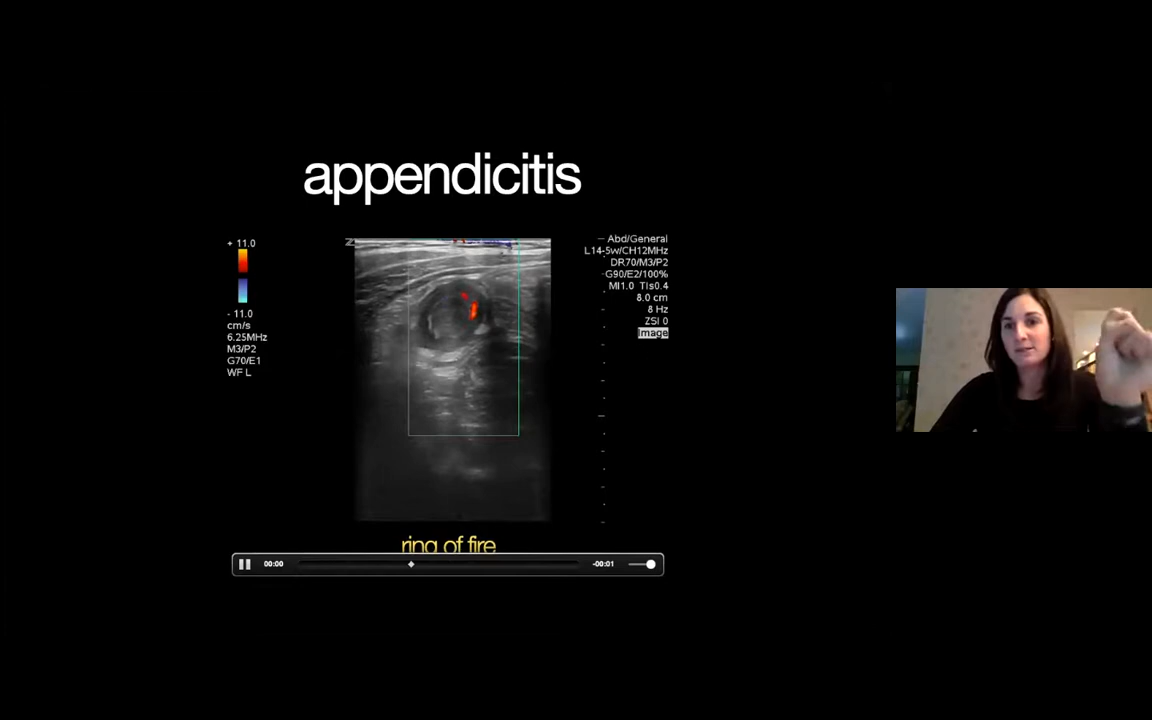 appendicitis
+ 11.0
- 11.0
cm/s
6.25MHz
M3/P2
G70/E1
WF L
Z
Abd/General
L14-5w/CH12MHz
DR70/M3/P2
G90/E2/100%
MI1.0 TIs0.4
8.0 cm
8 Hz
ZSI 0
Image
ring of fire
00:00
-00:01